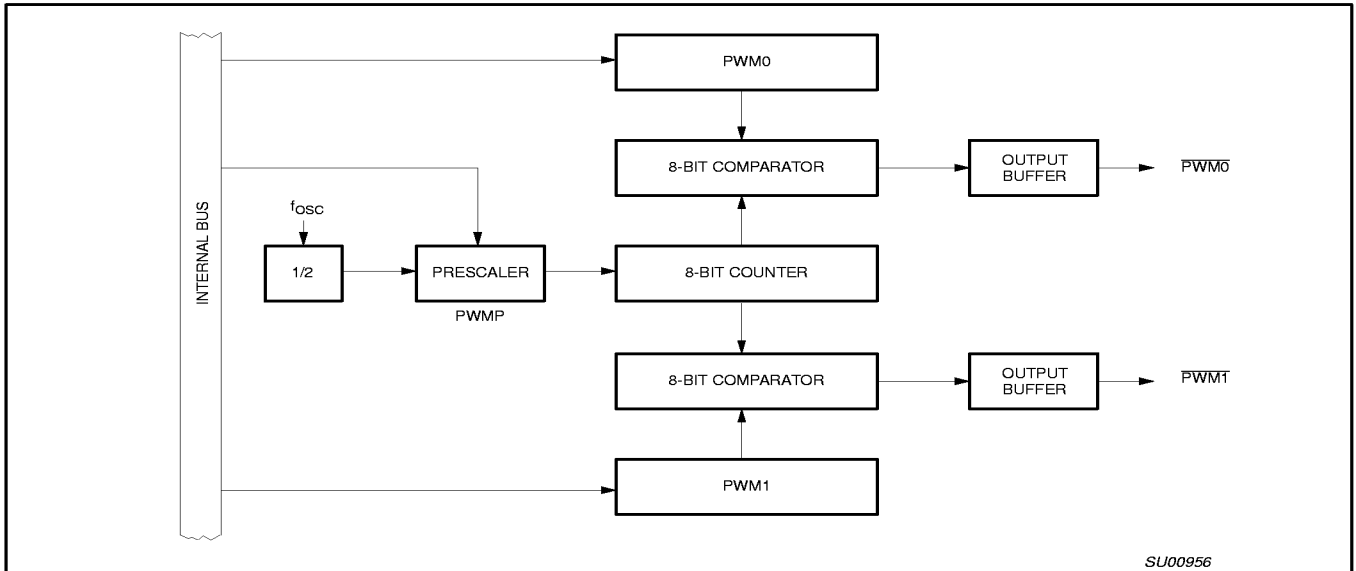 PWM0
8-BIT COMPARATOR
OUTPUT
BUFFER
PWM0
INTERNAL BUS
fOSC
1/2
PRESCALER
8-BIT COUNTER
PWMP
8-BIT COMPARATOR
OUTPUT
BUFFER
PWM1
PWM1
SU00956